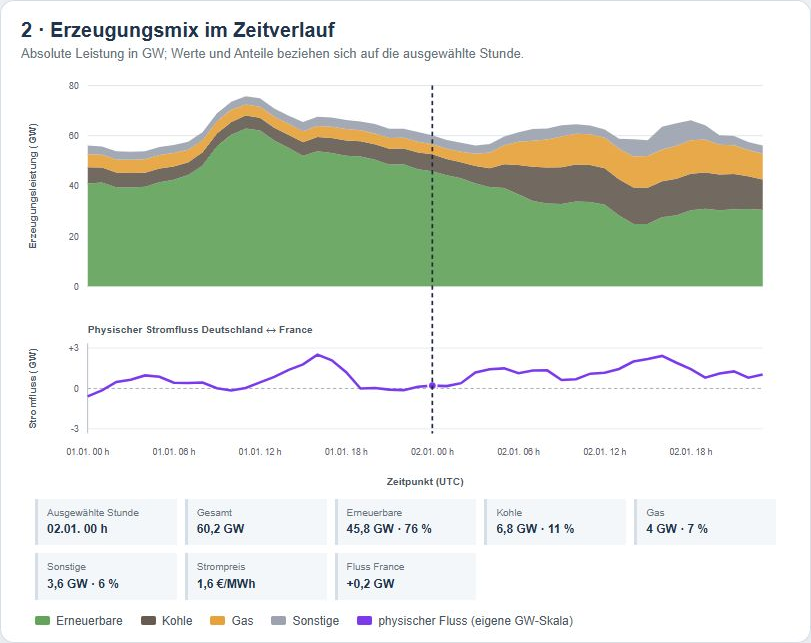 2 · Erzeugungsmix im Zeitverlauf
Absolute Leistung in GW; Werte und Anteile beziehen sich auf die ausgewählte Stunde.
Erzeugungsleistung (GW)
80
60
40
20
0
Physischer Stromfluss Deutschland ↔ France
Stromfluss (GW)
+3
0
-3
01.01. 00 h 01.01. 06 h 01.01. 12 h 01.01. 18 h 02.01. 00 h 02.01. 06 h 02.01. 12 h 02.01. 18 h
Zeitpunkt (UTC)
Ausgewählte Stunde Gesamt Erneuerbare Kohle Gas
02.01. 00 h 60,2 GW 45,8 GW · 76 % 6,8 GW · 11 % 4 GW · 7 %
Sonstige Strompreis Fluss France
3,6 GW · 6 % 1,6 €/MWh +0,2 GW
Erneuerbare Kohle Gas Sonstige physischer Fluss (eigene GW-Skala)